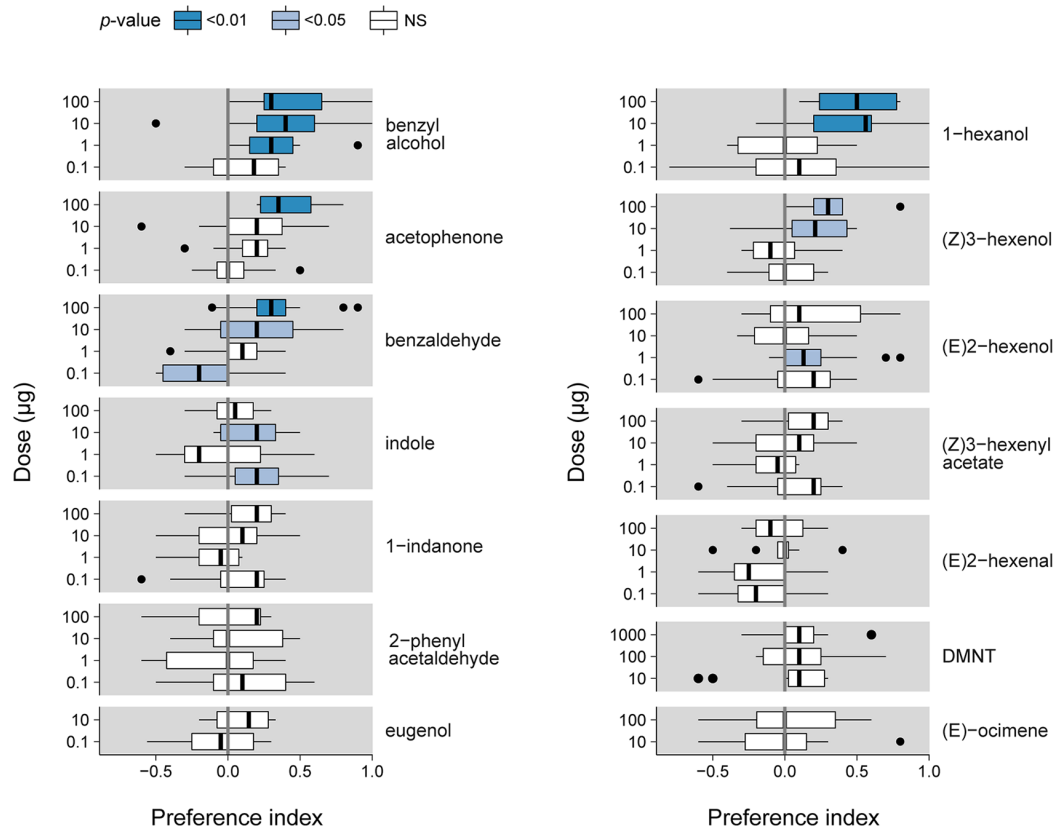 p-value <0.01 <0.05 NS
100
10
1
0.1
benzyl
alcohol
100
10
1
0.1
acetophenone
100
10
1
0.1
benzaldehyde
100
10
1
0.1
indole
100
10
1
0.1
1−indanone
100
10
1
0.1
2−phenyl
acetaldehyde
10
0.1
eugenol
−0.5 0.0 0.5 1.0
Preference index
Dose (µg)
100
10
1
0.1
1−hexanol
100
10
1
0.1
(Z)3−hexenol
100
10
1
0.1
(E)2−hexenol
100
10
1
0.1
(Z)3−hexenyl
acetate
100
10
1
0.1
(E)2−hexenal
1000
100
10
DMNT
100
10
(E)−ocimene
−0.5 0.0 0.5 1.0
Preference index
Dose (µg)